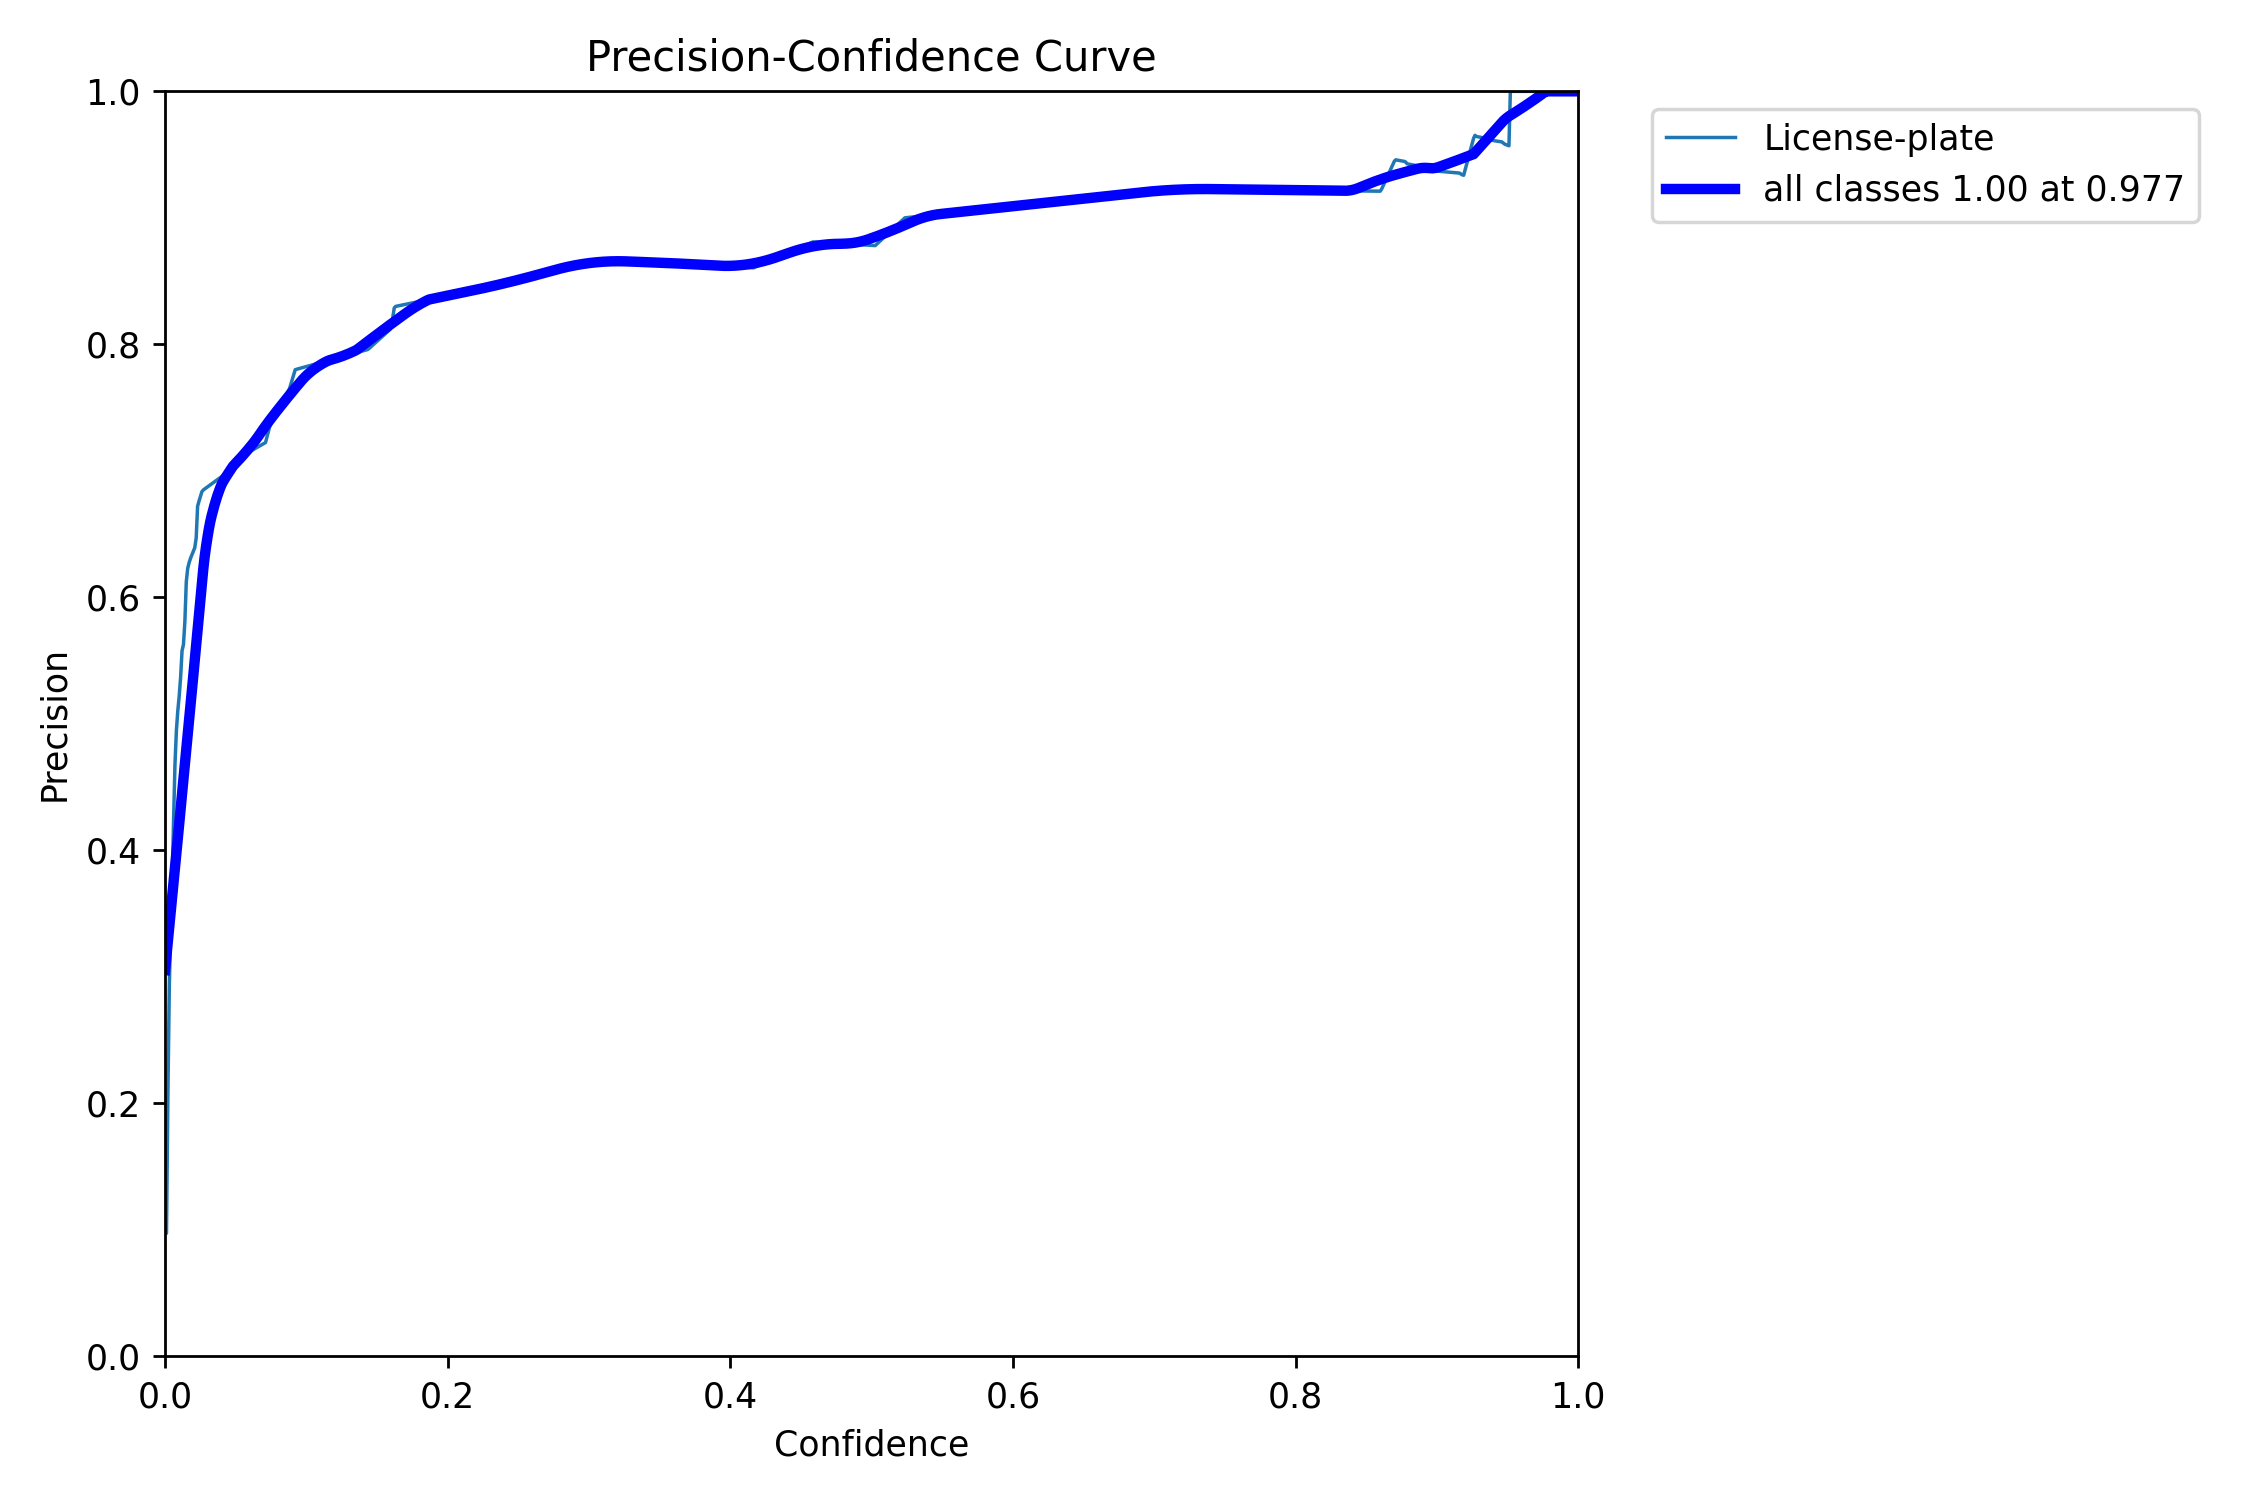 Precision-Confidence Curve
License-plate
all classes 1.00 at 0.977
1.0
0.8
0.6
0.4
0.2
0.0
Precision
0.0 0.2 0.4 0.6 0.8 1.0
Confidence